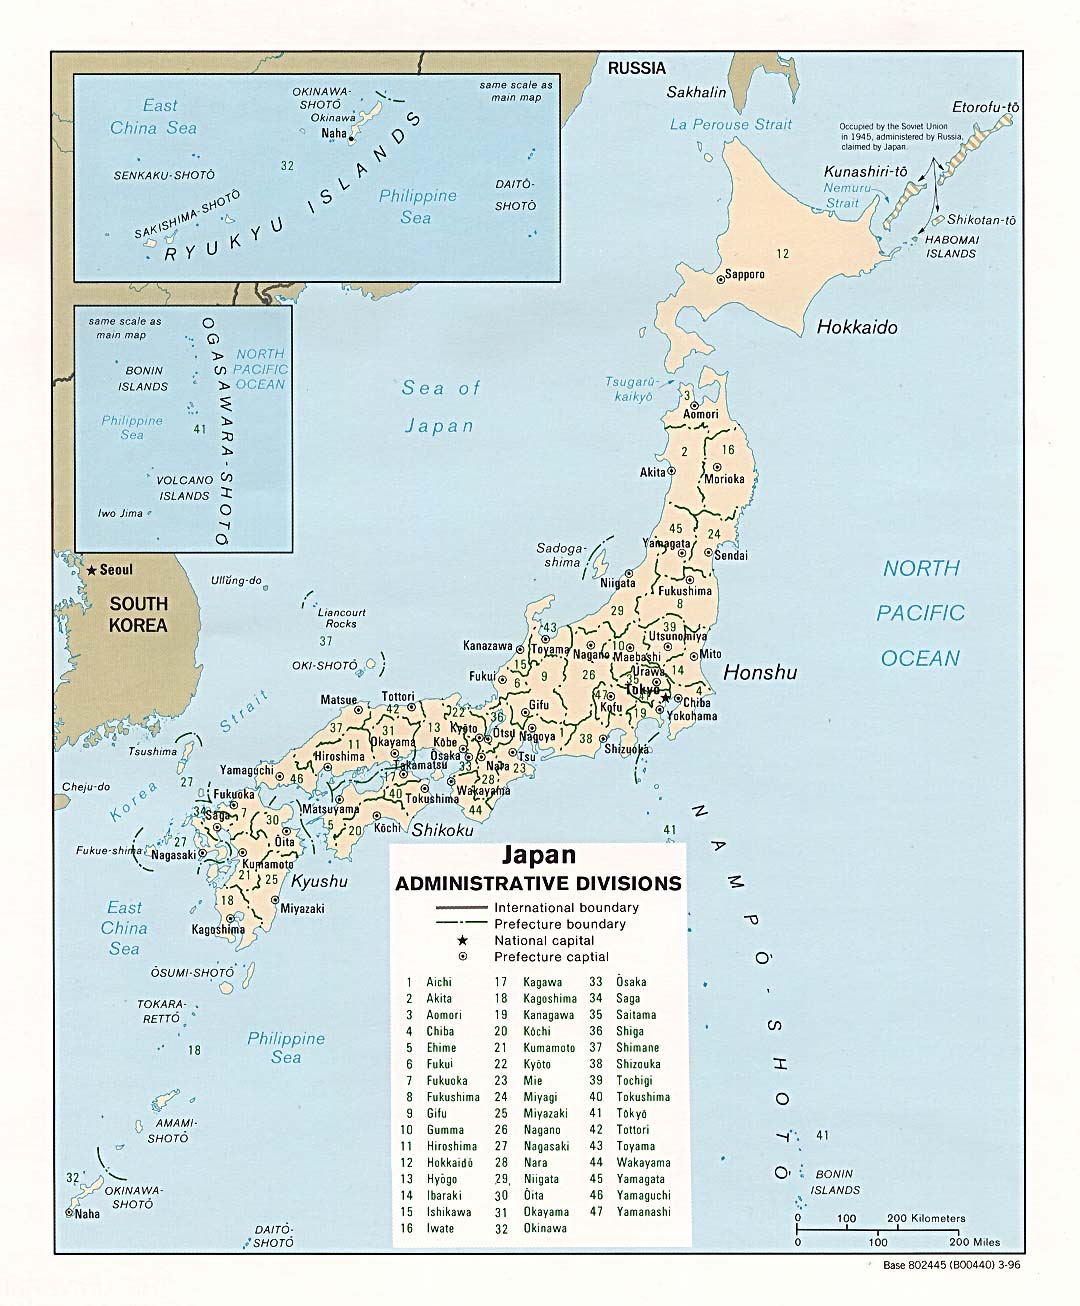 RUSSIA
Sakhalin
La Perouse Strait
Etorofu-tō
Occupied by the Soviet Union
in 1945, administered by Russia,
claimed by Japan.
Kunashiri-tō
Nemuro
Strait
Shikotan-tō
HABOMAI
ISLANDS
East
China Sea
OKINAWA-
SHOTŌ
Okinawa
Naha
same scale as
main map
32
SENKAKU-SHOTŌ
SAKISHIMA-SHOTŌ
RYUKYU ISLANDS
Philippine
Sea
DAITŌ-
SHOTŌ
12
Sapporo
Hokkaido
same scale as
main map
OGASAWARA-SHOTŌ
NORTH
PACIFIC
OCEAN
BONIN
ISLANDS
Philippine
Sea
41
VOLCANO
ISLANDS
Iwo Jima
Sea of
Japan
Tsugarū-
kaikyō
3
Aomori
2
16
Akita
Morioka
45
24
Yamagata
Sendai
Sadoga-
shima
Niigata
Fukushima
29
8
NORTH
PACIFIC
OCEAN
Seoul
SOUTH
KOREA
Ullŭng-do
Liancourt
Rocks
37
OKI-SHOTŌ
43
39
Utsunomiya
Kanazawa
Toyama
Nagano
10
Maebashi
Mito
15
Urawa
14
Honshu
Fukui
6
9
26
35
Tokyo
4
47
Kofu
Chiba
19
Yokohama
Matsue
Tottori
42
22
36
Gifu
37
31
13
Kyōto
Ōtsu
Nagoya
1
38
11
Okayama
Kōbe
Shizuoka
Hiroshima
Ōsaka
Tsu
Takamatsu
33
Nara
23
Korea Strait
Tsushima
27
Yamaguchi
46
17
28
Wakayama
Cheju-do
Fukuoka
40
Tokushima
34
Saga
7
30
Matsuyama
5
44
20
Kōchi
Shikoku
27
Ōita
Fukue-shima
Nagasaki
Kumamoto
21
25
Kyushu
18
Miyazaki
Kagoshima
East
China
Sea
ŌSUMI-SHOTŌ
TOKARA-
RETTŌ
18
Philippine
Sea
AMAMI-
SHOTŌ
32
OKINAWA-
SHOTŌ
Naha
DAITŌ-
SHOTŌ
41
NAMPŌ-SHOTŌ
41
BONIN
ISLANDS
Japan
ADMINISTRATIVE DIVISIONS
International boundary
Prefecture boundary
National capital
Prefecture captial
1 Aichi
2 Akita
3 Aomori
4 Chiba
5 Ehime
6 Fukui
7 Fukuoka
8 Fukushima
9 Gifu
10 Gumma
11 Hiroshima
12 Hokkaidō
13 Hyōgo
14 Ibaraki
15 Ishikawa
16 Iwate
17 Kagawa
18 Kagoshima
19 Kanagawa
20 Kōchi
21 Kumamoto
22 Kyōto
23 Mie
24 Miyagi
25 Miyazaki
26 Nagano
27 Nagasaki
28 Nara
29 Niigata
30 Ōita
31 Okayama
32 Okinawa
33 Ōsaka
34 Saga
35 Saitama
36 Shiga
37 Shimane
38 Shizouka
39 Tochigi
40 Tokushima
41 Tōkyō
42 Tottori
43 Toyama
44 Wakayama
45 Yamagata
46 Yamaguchi
47 Yamanashi
0 100 200 Kilometers
0 100 200 Miles
Base 802445 (B00440) 3-96